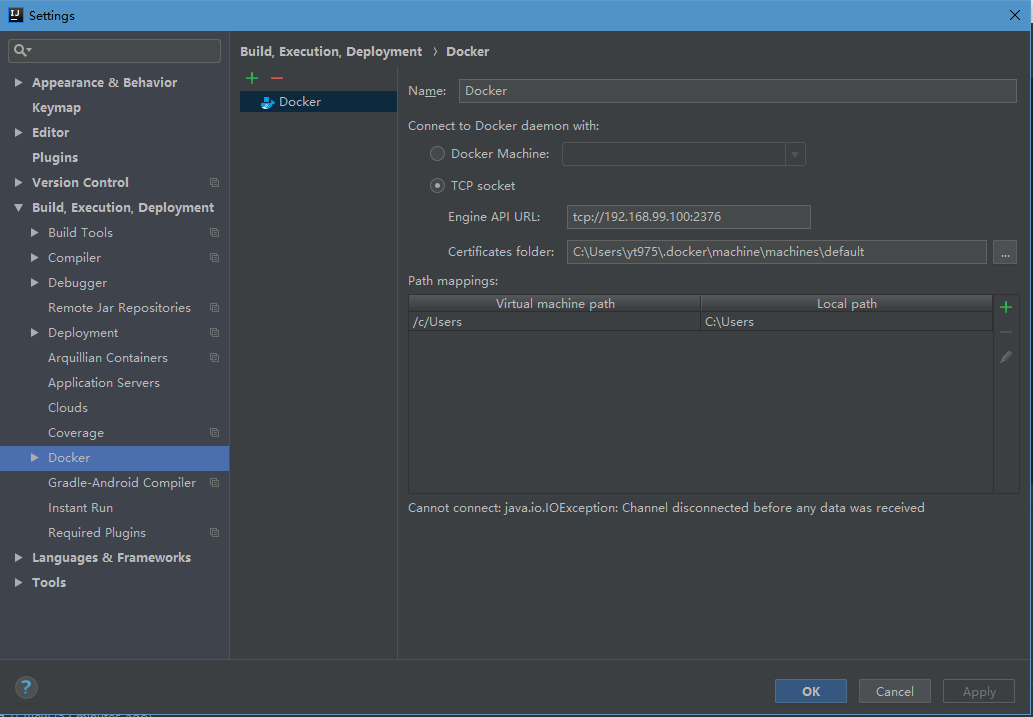 Settings
Appearance & Behavior
Keymap
Editor
Plugins
Version Control
Build, Execution, Deployment
Build Tools
Compiler
Debugger
Remote Jar Repositories
Deployment
Arquillian Containers
Application Servers
Clouds
Coverage
Docker
Gradle-Android Compiler
Instant Run
Required Plugins
Languages & Frameworks
Tools
Build, Execution, Deployment › Docker
Docker
Name: Docker
Connect to Docker daemon with:
Docker Machine:
TCP socket
Engine API URL: tcp://192.168.99.100:2376
Certificates folder: C:\Users\yt975\.docker\machine\machines\default ...
Path mappings:
Virtual machine path Local path
/c/Users C:\Users
Cannot connect: java.io.IOException: Channel disconnected before any data was received
?
OK Cancel Apply
minutes ago)